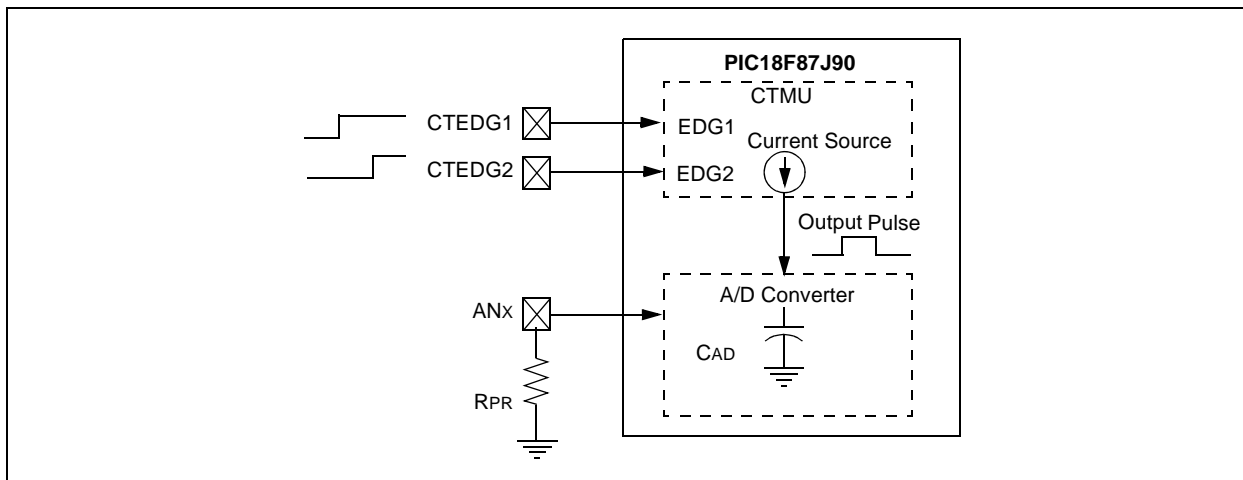 PIC18F87J90
CTMU
CTEDG1
EDG1
Current Source
CTEDG2
EDG2
Output Pulse
A/D Converter
ANX
CAD
RPR